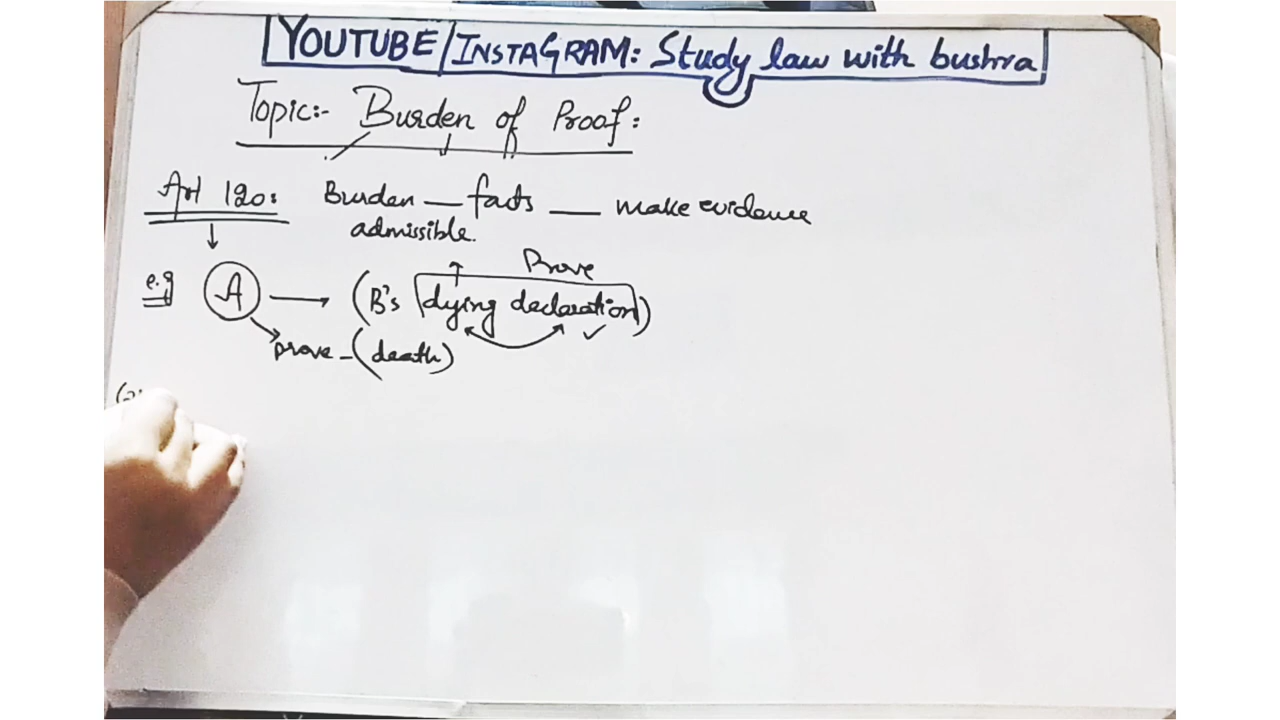 YOUTUBE/INSTAGRAM: Study law with bushra
Topic:- Burden of Proof:
Art 120: Burden — facts — make evidence
admissible.
Prove
e.g A → (B's dying declaration)
prove - (death)
(2)